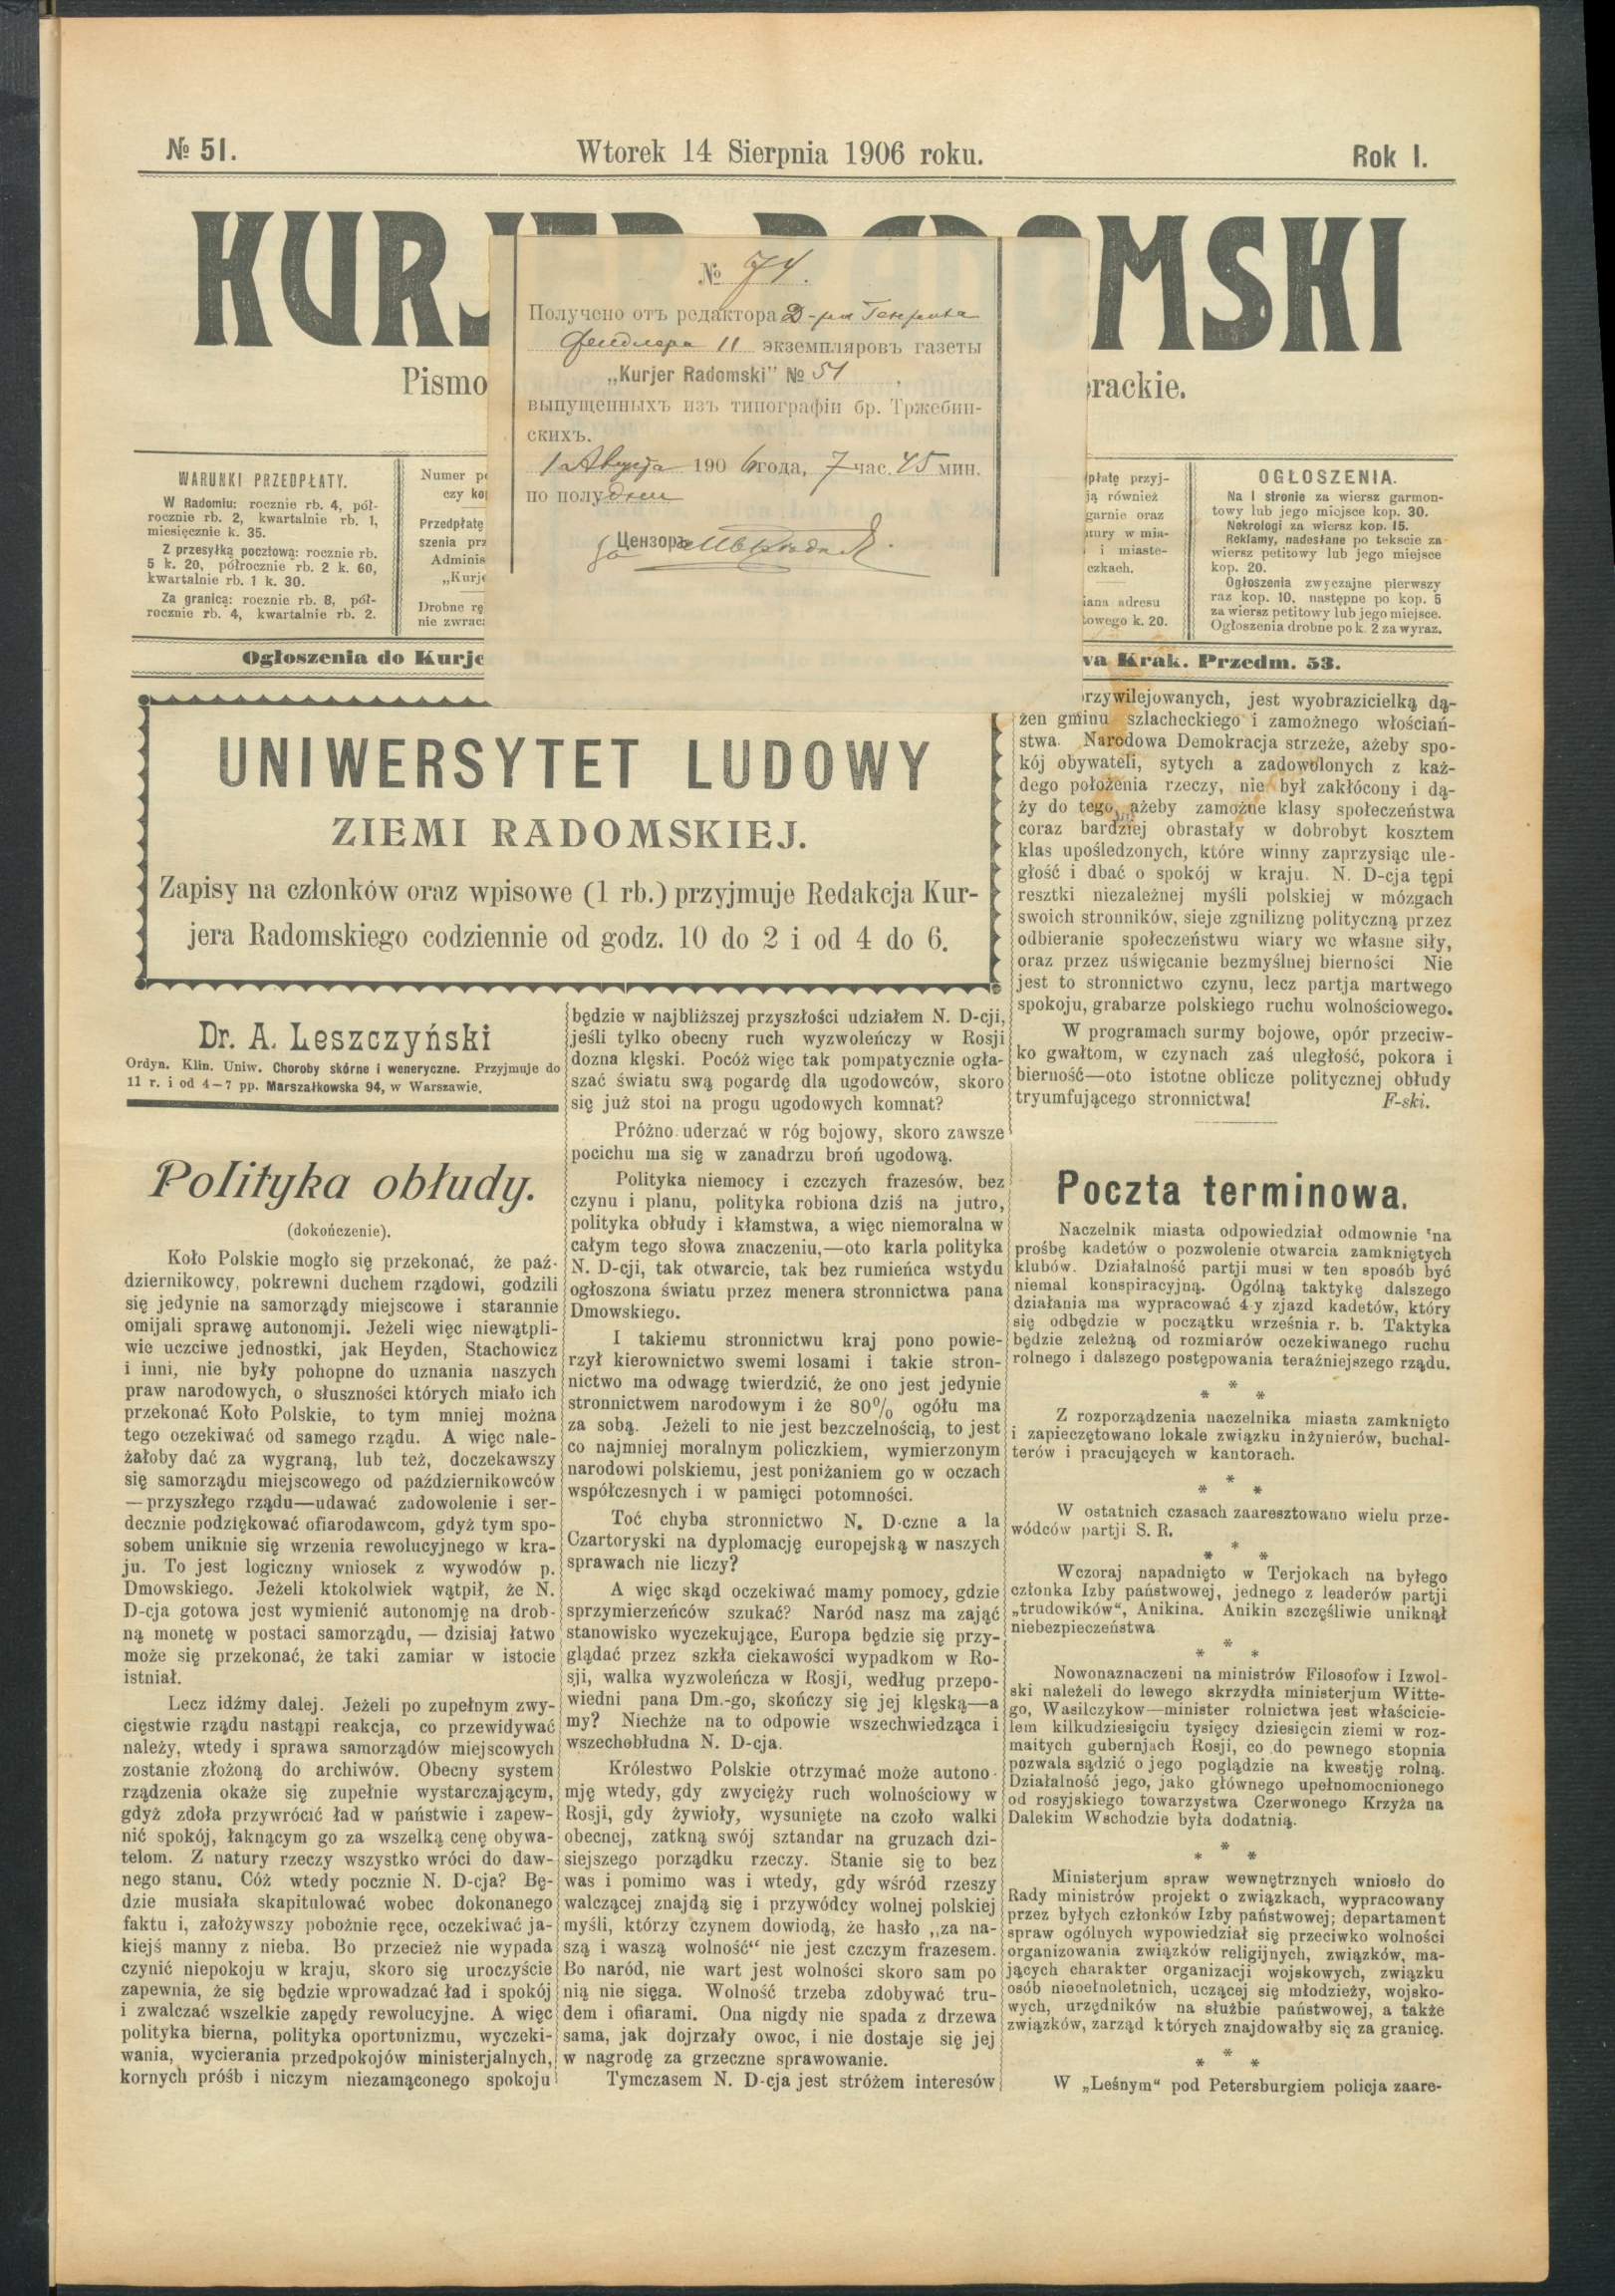 № 51.
Wtorek 14 Sierpnia 1906 roku.
Rok I.
KURJER RADOMSKI
Pismo
rackie.
№ 74.
Получено отъ редактора Д-ра Генриха
Фендлера 11 экземпляровъ газеты
„Kurjer Radomski" № 51
выпущенныхъ изъ типографіи бр. Тржебин-
скихъ.
1 Августа 1906 года, 7 час. 45 мин.
по полудни
за Цензоръ
WARUNKI PRZEDPŁATY.
W Radomiu: rocznie rb. 4, pół-
rocznie rb. 2, kwartalnie rb. 1,
miesięcznie k. 35.
Z przesyłką pocztową: rocznie rb.
5 k. 20, półrocznie rb. 2 k. 60,
kwartalnie rb. 1 k. 30.
Za granicą: rocznie rb. 8, pół-
rocznie rb. 4, kwartalnie rb. 2.
Numer p
czy ko
Przedpłatę
szenia prz
Adminis
„Kurje
Drobne rę
nie zwrac
płatę przyj-
ją również
garnie oraz
tury w mia-
i miaste-
czkach.
iana adresu
towego k. 20.
OGŁOSZENIA.
Na I stronie za wiersz garmon-
towy lub jego miejsce kop. 30.
Nekrologi za wiersz kop. 15.
Reklamy, nadesłane po tekscie za
wiersz petitowy lub jego miejsce
kop. 20.
Ogłoszenia zwyczajne pierwszy
raz kop. 10, następne po kop. 5
za wiersz petitowy lub jego miejsce.
Ogłoszenia drobne po k. 2 za wyraz.
Ogłoszenia do Kurje
wa Krak. Przedm. 53.
UNIWERSYTET LUDOWY
ZIEMI RADOMSKIEJ.
Zapisy na członków oraz wpisowe (1 rb.) przyjmuje Redakcja Kur-
jera Radomskiego codziennie od godz. 10 do 2 i od 4 do 6.
Dr. A. Leszczyński
Ordyn. Klin. Uniw. Choroby skórne i weneryczne. Przyjmuje do
11 r. i od 4—7 pp. Marszałkowska 94, w Warszawie.
Polityka obłudy.
(dokończenie).
Koło Polskie mogło się przekonać, że paź-
dziernikowcy, pokrewni duchem rządowi, godzili
się jedynie na samorządy miejscowe i starannie
omijali sprawę autonomji. Jeżeli więc niewątpli-
wie uczciwe jednostki, jak Heyden, Stachowicz
i inni, nie były pohopne do uznania naszych
praw narodowych, o słuszności których miało ich
przekonać Koło Polskie, to tym mniej można
tego oczekiwać od samego rządu. A więc nale-
żałoby dać za wygraną, lub też, doczekawszy
się samorządu miejscowego od październikowców
—przyszłego rządu—udawać zadowolenie i ser-
decznie podziękować ofiarodawcom, gdyż tym spo-
sobem uniknie się wrzenia rewolucyjnego w kra-
ju. To jest logiczny wniosek z wywodów p.
Dmowskiego. Jeżeli ktokolwiek wątpił, że N.
D-cja gotowa jest wymienić autonomję na drob-
ną monetę w postaci samorządu, — dzisiaj łatwo
może się przekonać, że taki zamiar w istocie
istniał.
Lecz idźmy dalej. Jeżeli po zupełnym zwy-
cięstwie rządu nastąpi reakcja, co przewidywać
należy, wtedy i sprawa samorządów miejscowych
zostanie złożoną do archiwów. Obecny system
rządzenia okaże się zupełnie wystarczającym,
gdyż zdoła przywrócić ład w państwie i zapew-
nić spokój, łaknącym go za wszelką cenę obywa-
telom. Z natury rzeczy wszystko wróci do daw-
nego stanu. Cóż wtedy pocznie N. D-cja? Bę-
dzie musiała skapitulować wobec dokonanego
faktu i, założywszy pobożnie ręce, oczekiwać ja-
kiejś manny z nieba. Bo przecież nie wypada
czynić niepokoju w kraju, skoro się uroczyście
zapewnia, że się będzie wprowadzać ład i spokój
i zwalczać wszelkie zapędy rewolucyjne. A więc
polityka bierna, polityka oportunizmu, wyczeki-
wania, wycierania przedpokojów ministerjalnych,
kornych próśb i niczym niezamąconego spokoju
będzie w najbliższej przyszłości udziałem N. D-cji,
jeśli tylko obecny ruch wyzwoleńczy w Rosji
dozna klęski. Pocóż więc tak pompatycznie ogła-
szać światu swą pogardę dla ugodowców, skoro
się już stoi na progu ugodowych komnat?
Próżno uderzać w róg bojowy, skoro zawsze
pocichu ma się w zanadrzu broń ugodową.
Polityka niemocy i czczych frazesów, bez
czynu i planu, polityka robiona dziś na jutro,
polityka obłudy i kłamstwa, a więc niemoralna w
całym tego słowa znaczeniu,—oto karla polityka
N. D-cji, tak otwarcie, tak bez rumieńca wstydu
ogłoszona światu przez menera stronnictwa pana
Dmowskiego.
I takiemu stronnictwu kraj pono powie-
rzył kierownictwo swemi losami i takie stron-
nictwo ma odwagę twierdzić, że ono jest jedynie
stronnictwem narodowym i że 80% ogółu ma
za sobą. Jeżeli to nie jest bezczelnością, to jest
co najmniej moralnym policzkiem, wymierzonym
narodowi polskiemu, jest poniżaniem go w oczach
współczesnych i w pamięci potomności.
Toć chyba stronnictwo N. D-czne a la
Czartoryski na dyplomację europejską w naszych
sprawach nie liczy?
A więc skąd oczekiwać mamy pomocy, gdzie
sprzymierzeńców szukać? Naród nasz ma zająć
stanowisko wyczekujące, Europa będzie się przy-
glądać przez szkła ciekawości wypadkom w Ro-
sji, walka wyzwoleńcza w Rosji, według przepo-
wiedni pana Dm.-go, skończy się jej klęską—a
my? Niechże na to odpowie wszechwiedząca i
wszechobłudna N. D-cja.
Królestwo Polskie otrzymać może autono-
mję wtedy, gdy zwycięży ruch wolnościowy w
Rosji, gdy żywioły, wysunięte na czoło walki
obecnej, zatkną swój sztandar na gruzach dzi-
siejszego porządku rzeczy. Stanie się to bez
was i pomimo was i wtedy, gdy wśród rzeszy
walczącej znajdą się i przywódcy wolnej polskiej
myśli, którzy czynem dowiodą, że hasło „za na-
szą i waszą wolność“ nie jest czczym frazesem.
Bo naród, nie wart jest wolności skoro sam po
nią nie sięga. Wolność trzeba zdobywać tru-
dem i ofiarami. Ona nigdy nie spada z drzewa
sama, jak dojrzały owoc, i nie dostaje się jej
w nagrodę za grzeczne sprawowanie.
Tymczasem N. D-cja jest stróżem interesów
rzywilejowanych, jest wyobrazicielką dą-
żeń gminu szlacheckiego i zamożnego włościań-
stwa. Narodowa Demokracja strzeże, ażeby spo-
kój obywateli, sytych a zadowolonych z każ-
dego położenia rzeczy, nie był zakłócony i dą-
ży do tego, ażeby zamożne klasy społeczeństwa
coraz bardziej obrastały w dobrobyt kosztem
klas upośledzonych, które winny zaprzysiąc ule-
głość i dbać o spokój w kraju. N. D-cja tępi
resztki niezależnej myśli polskiej w mózgach
swoich stronników, sieje zgniliznę polityczną przez
odbieranie społeczeństwu wiary we własne siły,
oraz przez uświęcanie bezmyślnej bierności Nie
jest to stronnictwo czynu, lecz partja martwego
spokoju, grabarze polskiego ruchu wolnościowego.
W programach surmy bojowe, opór przeciw-
ko gwałtom, w czynach zaś uległość, pokora i
bierność—oto istotne oblicze politycznej obłudy
tryumfującego stronnictwa! F-ski.
Poczta terminowa.
Naczelnik miasta odpowiedział odmownie na
prośbę kadetów o pozwolenie otwarcia zamkniętych
klubów. Działalność partji musi w ten sposób być
niemal konspiracyjną. Ogólną taktykę dalszego
działania ma wypracować 4-y zjazd kadetów, który
się odbędzie w początku września r. b. Taktyka
będzie zależną od rozmiarów oczekiwanego ruchu
rolnego i dalszego postępowania teraźniejszego rządu.
* * *
Z rozporządzenia naczelnika miasta zamknięto
i zapieczętowano lokale związku inżynierów, buchal-
terów i pracujących w kantorach.
* * *
W ostatnich czasach zaaresztowano wielu prze-
wódców partji S. R.
* * *
Wczoraj napadnięto w Terjokach na byłego
członka Izby państwowej, jednego z leaderów partji
„trudowików“, Anikina. Anikin szczęśliwie uniknął
niebezpieczeństwa
* * *
Nowonaznaczeni na ministrów Filosofow i Izwol-
ski należeli do lewego skrzydła ministerjum Witte-
go, Wasilczykow—minister rolnictwa jest właścicie-
lem kilkudziesięciu tysięcy dziesięcin ziemi w roz-
maitych gubernjach Rosji, co do pewnego stopnia
pozwala sądzić o jego poglądzie na kwestję rolną.
Działalność jego, jako głównego upełnomocnionego
od rosyjskiego towarzystwa Czerwonego Krzyża na
Dalekim Wschodzie była dodatnią.
* * *
Ministerjum spraw wewnętrznych wniosło do
Rady ministrów projekt o związkach, wypracowany
przez byłych członków Izby państwowej; departament
spraw ogólnych wypowiedział się przeciwko wolności
organizowania związków religijnych, związków, ma-
jących charakter organizacji wojskowych, związku
osób niepełnoletnich, uczącej się młodzieży, wojsko-
wych, urzędników na służbie państwowej, a także
związków, zarząd których znajdowałby się za granicę.
* * *
W „Leśnym“ pod Petersburgiem policja zaare-